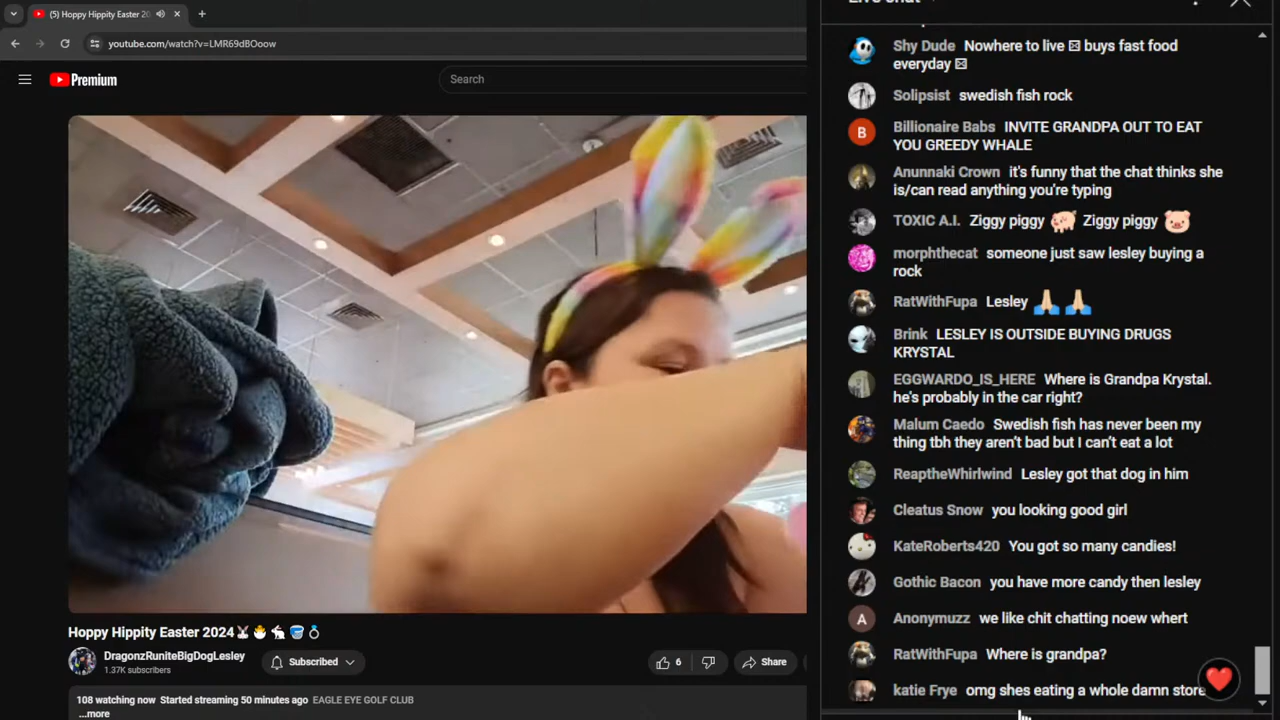 (5) Hoppy Hippity Easter 20
youtube.com/watch?v=LMR69dBOoow
Premium
Search
Live chat
Shy Dude Nowhere to live buys fast food
everyday
Solipsist swedish fish rock
Billionaire Babs INVITE GRANDPA OUT TO EAT
YOU GREEDY WHALE
Anunnaki Crown it's funny that the chat thinks she
is/can read anything you're typing
TOXIC A.I. Ziggy piggy 🐖 Ziggy piggy 🐷
morphthecat someone just saw lesley buying a
rock
RatWithFupa Lesley 🙏🏼 🙏🏼
Brink LESLEY IS OUTSIDE BUYING DRUGS
KRYSTAL
EGGWARDO_IS_HERE Where is Grandpa Krystal.
he's probably in the car right?
Malum Caedo Swedish fish has never been my
thing tbh they aren't bad but I can't eat a lot
ReaptheWhirlwind Lesley got that dog in him
Cleatus Snow you looking good girl
KateRoberts420 You got so many candies!
Gothic Bacon you have more candy then lesley
A Anonymuzz we like chit chatting noew whert
RatWithFupa Where is grandpa?
katie Frye omg shes eating a whole damn store
Hoppy Hippity Easter 2024
DragonzRuniteBigDogLesley
1.37K subscribers
Subscribed
6
Share
108 watching now Started streaming 50 minutes ago EAGLE EYE GOLF CLUB
...more